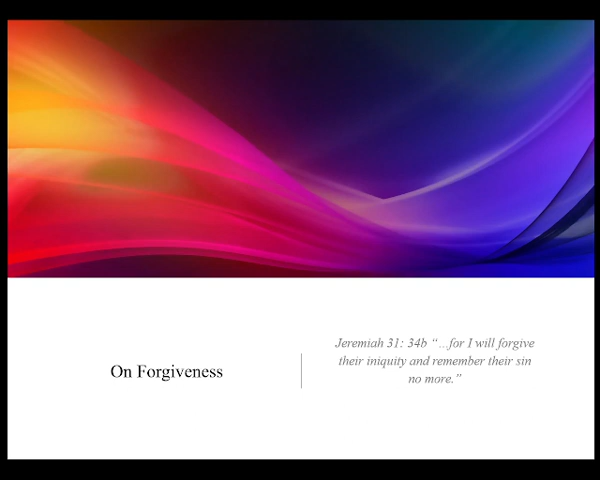 On Forgiveness
Jeremiah 31: 34b “…for I will forgive
their iniquity and remember their sin
no more.”